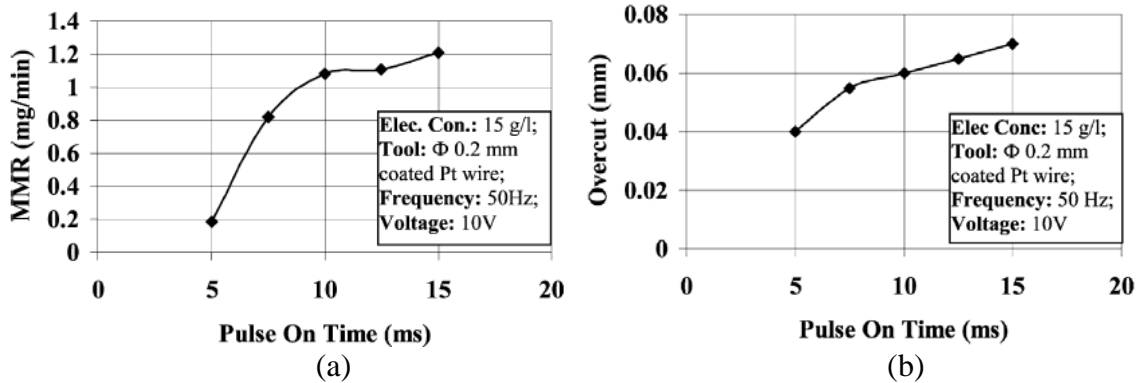 1.4
1.2
1
0.8
0.6
0.4
0.2
0
MMR (mg/min)
0 5 10 15 20
Pulse On Time (ms)
Elec. Con.: 15 g/l;
Tool: Φ 0.2 mm
coated Pt wire;
Frequency: 50Hz;
Voltage: 10V
(a)
0.08
0.06
0.04
0.02
0
Overcut (mm)
0 5 10 15 20
Pulse On Time (ms)
Elec Conc: 15 g/l;
Tool: Φ 0.2 mm
coated Pt wire;
Frequency: 50 Hz;
Voltage: 10V
(b)